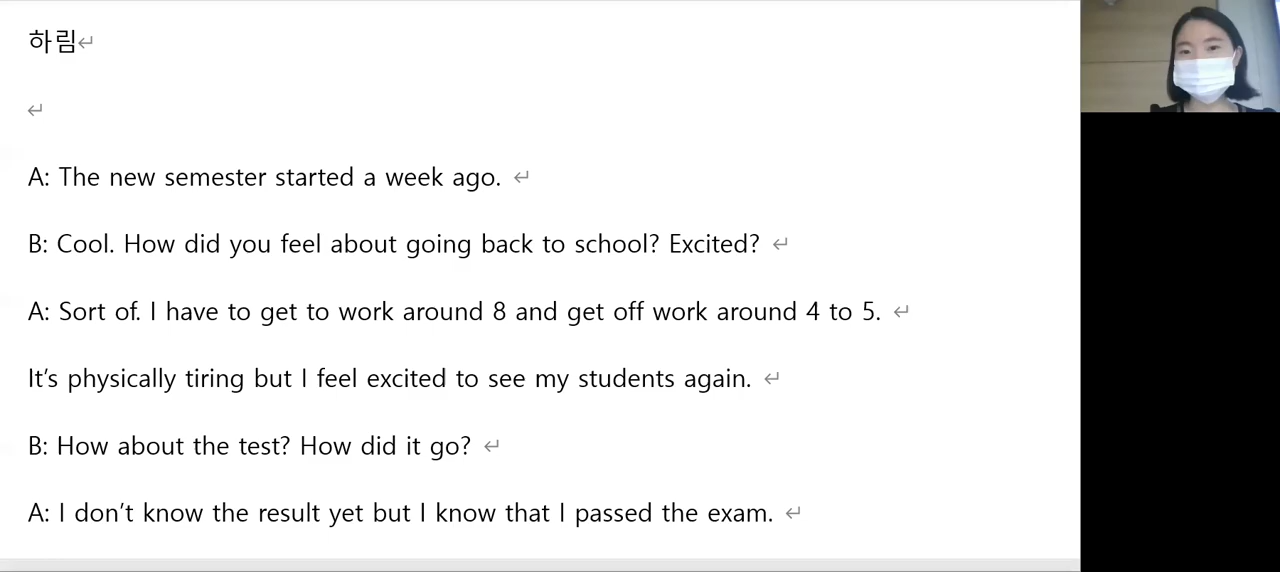 하림
A: The new semester started a week ago.
B: Cool. How did you feel about going back to school? Excited?
A: Sort of. I have to get to work around 8 and get off work around 4 to 5.
It’s physically tiring but I feel excited to see my students again.
B: How about the test? How did it go?
A: I don’t know the result yet but I know that I passed the exam.